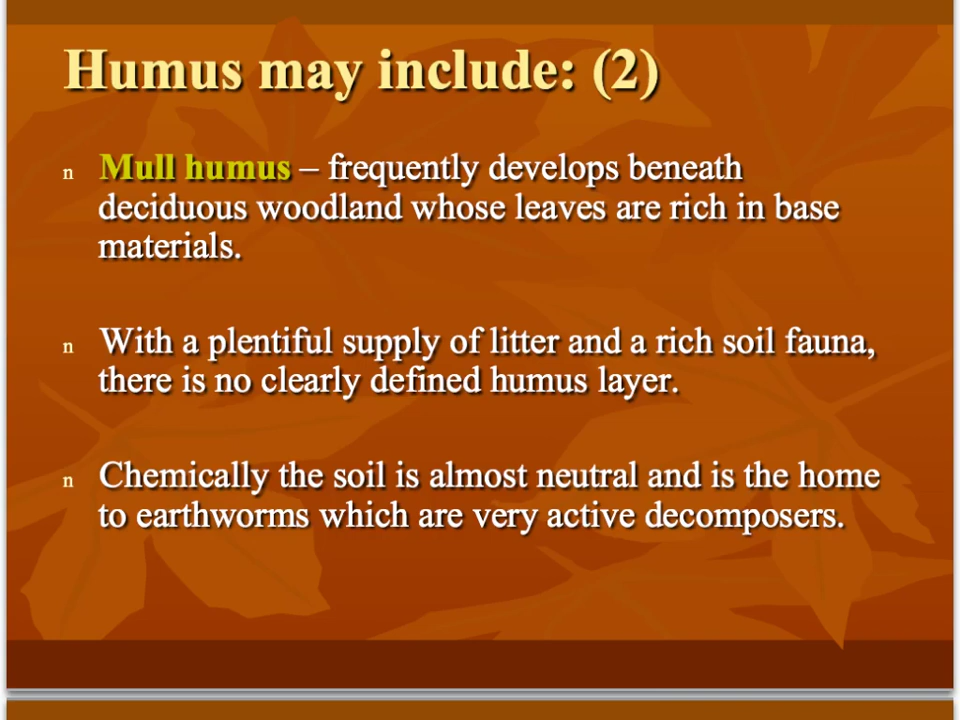 Humus may include: (2)
n Mull humus – frequently develops beneath
deciduous woodland whose leaves are rich in base
materials.
n With a plentiful supply of litter and a rich soil fauna,
there is no clearly defined humus layer.
n Chemically the soil is almost neutral and is the home
to earthworms which are very active decomposers.